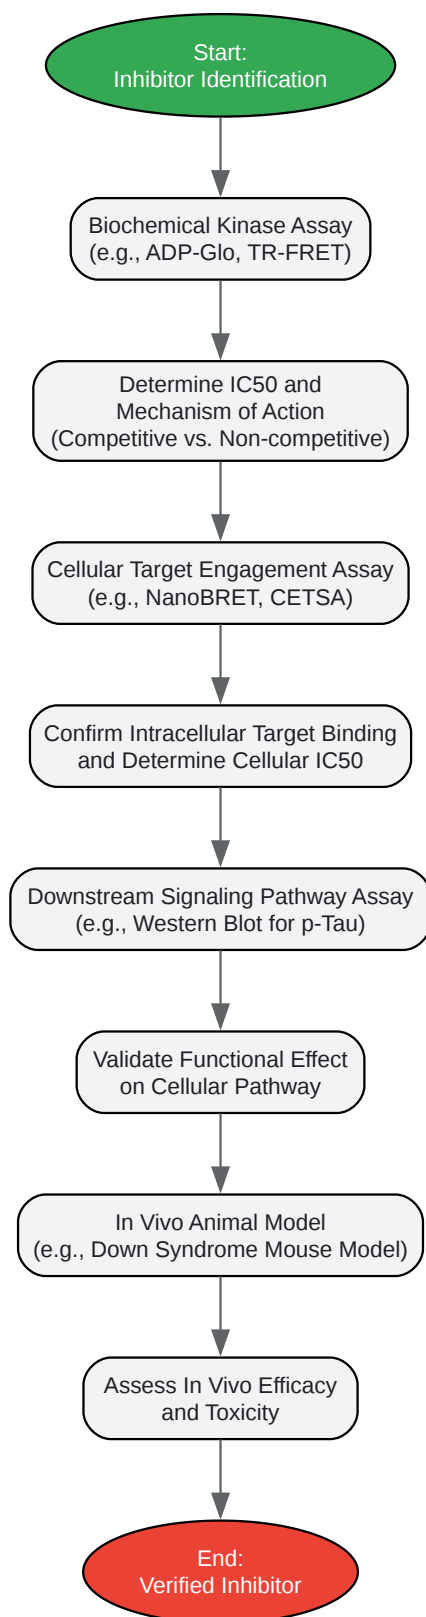 Start:
Inhibitor Identification
Biochemical Kinase Assay
(e.g., ADP-Glo, TR-FRET)
Determine IC50 and
Mechanism of Action
(Competitive vs. Non-competitive)
Cellular Target Engagement Assay
(e.g., NanoBRET, CETSA)
Confirm Intracellular Target Binding
and Determine Cellular IC50
Downstream Signaling Pathway Assay
(e.g., Western Blot for p-Tau)
Validate Functional Effect
on Cellular Pathway
In Vivo Animal Model
(e.g., Down Syndrome Mouse Model)
Assess In Vivo Efficacy
and Toxicity
End:
Verified Inhibitor